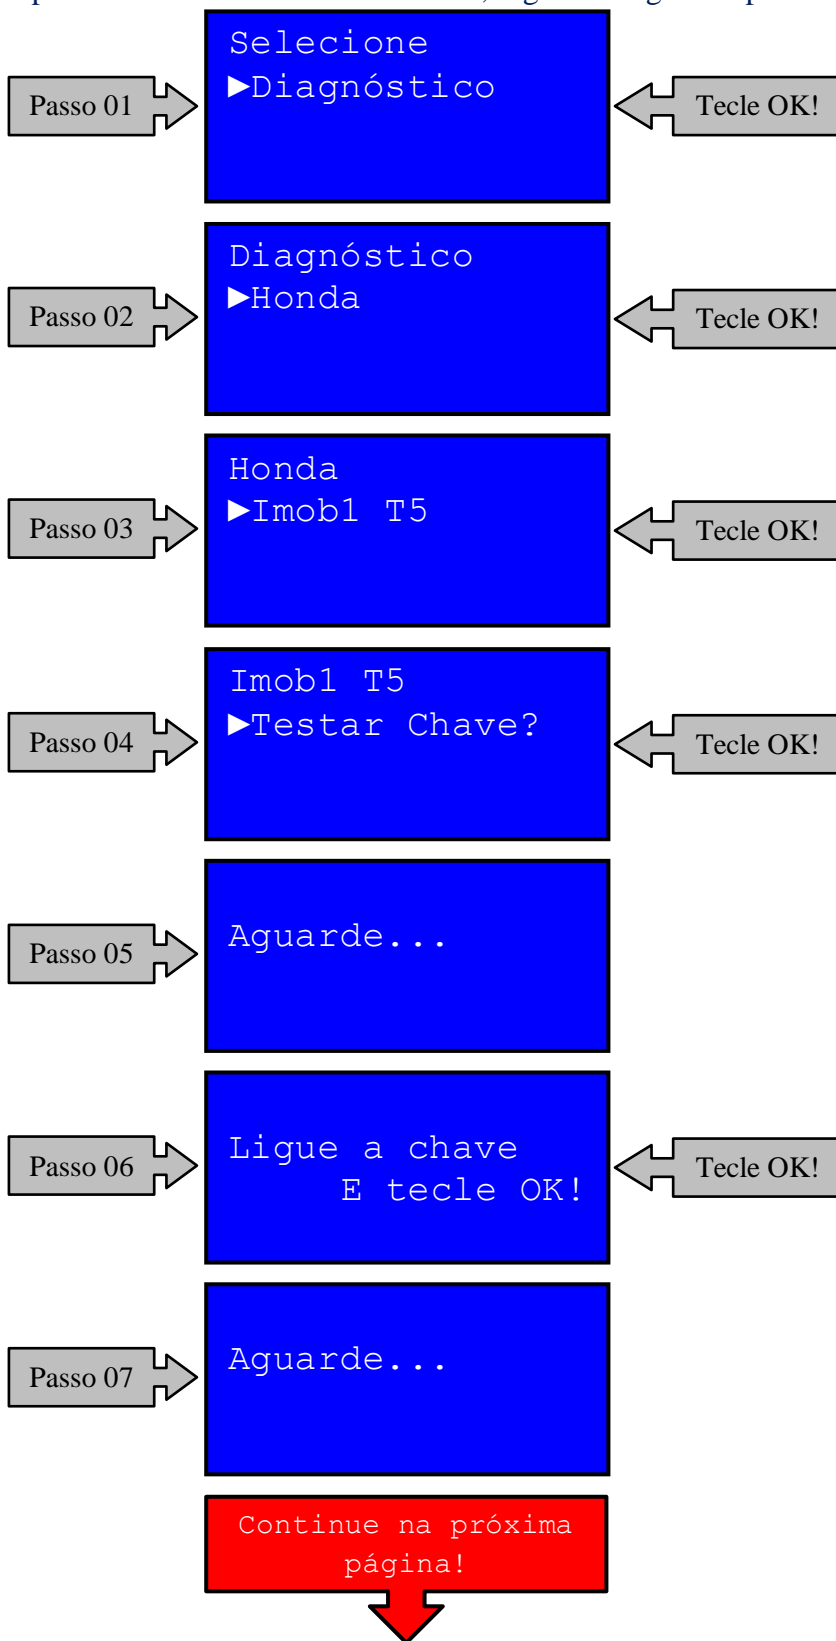 Selecione
Passo 01 ►Diagnóstico Tecle OK!
Diagnóstico
Passo 02 ►Honda Tecle OK!
Honda
Passo 03 ►Imob1 T5 Tecle OK!
Imob1 T5
Passo 04 ►Testar Chave? Tecle OK!
Passo 05 Aguarde...
Passo 06 Ligue a chave Tecle OK!
E tecle OK!
Passo 07 Aguarde...
Continue na próxima
página!